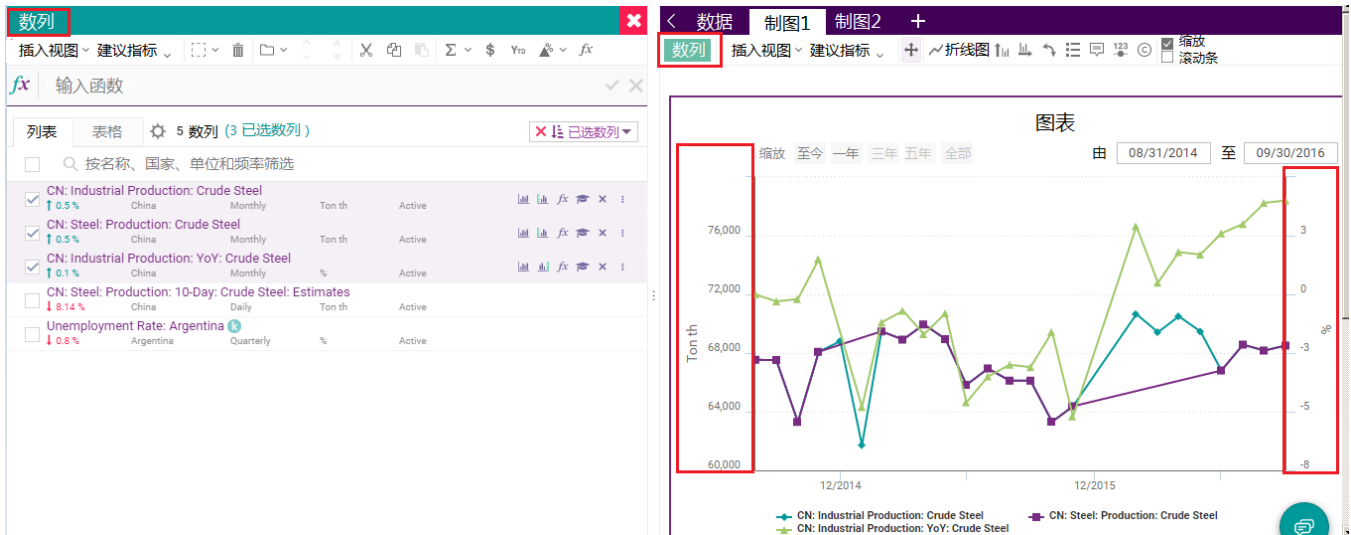 数列
插入视图 建议指标 Σ $ YTD % fx
fx 输入函数
列表 表格 5 数列 (3 已选数列 ) 已选数列
按名称、国家、单位和频率筛选
CN: Industrial Production: Crude Steel
0.5 % China Monthly Ton th Active fx
CN: Steel: Production: Crude Steel
0.5 % China Monthly Ton th Active fx
CN: Industrial Production: YoY: Crude Steel
0.1 % China Monthly % Active fx
CN: Steel: Production: 10-Day: Crude Steel: Estimates
8.14 % China Daily Ton th Active
Unemployment Rate: Argentina k
0.8 % Argentina Quarterly % Active
数据 制图1 制图2 +
数列 插入视图 建议指标 折线图 123 © 缩放
滚动条
图表
缩放 至今 一年 三年 五年 全部 由 08/31/2014 至 09/30/2016
76,000 3
72,000 0
Ton th %
68,000 -3
64,000 -5
60,000 -8
12/2014 12/2015
CN: Industrial Production: Crude Steel CN: Steel: Production: Crude Steel
CN: Industrial Production: YoY: Crude Steel